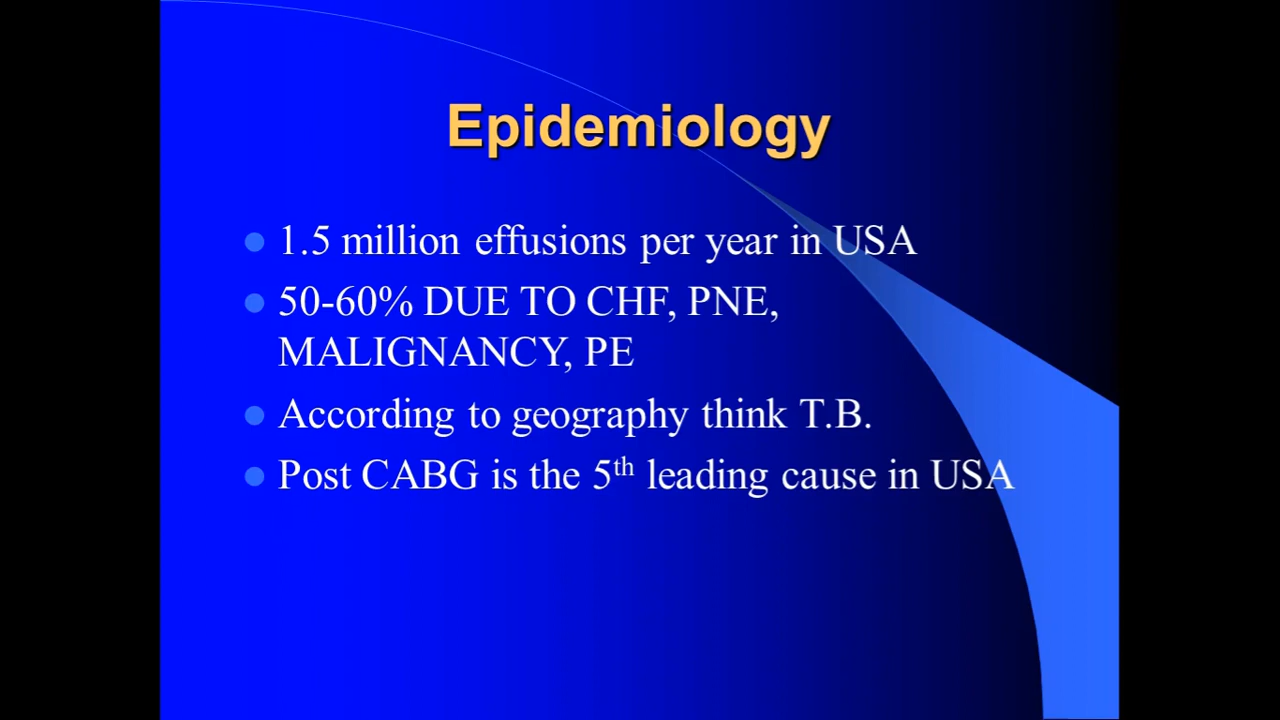 Epidemiology
1.5 million effusions per year in USA
50-60% DUE TO CHF, PNE,
MALIGNANCY, PE
According to geography think T.B.
Post CABG is the 5th leading cause in USA